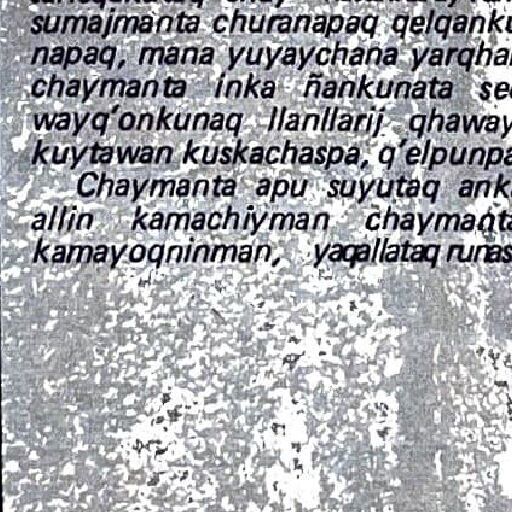 sumajmanta churanapaq qelqanku
napaq, mana yuyaychana yarqha
chaymanta inka ñankunata se
wayq'onkunaq llanllarij qhaway
kuytawan kuskachaspa, q'elpunpa
Chaymanta apu suyutaq ank
allin kamachiyman chaymanta
kamayoqninman, yaqallataq runas